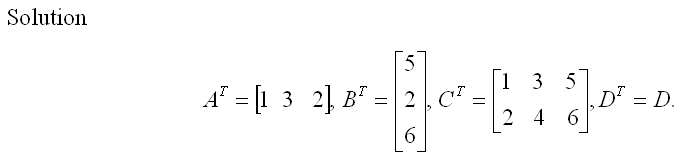 Solution
A^T = [1 3 2], B^T = [5 2 6], C^T = [1 3 5 2 4 6], D^T = D.